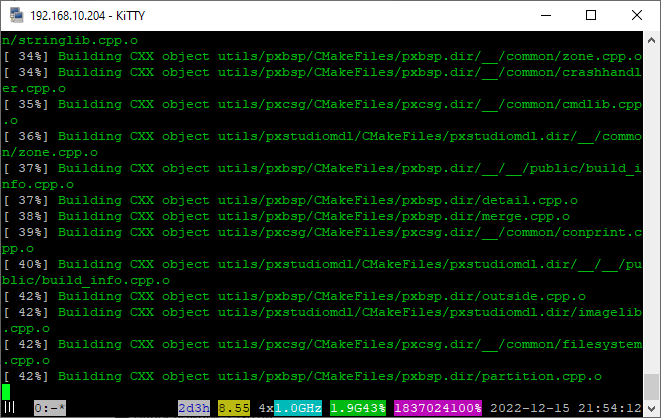 192.168.10.204 - KiTTY
n/stringlib.cpp.o
[ 34%] Building CXX object utils/pxbsp/CMakeFiles/pxbsp.dir/__/common/zone.cpp.o
[ 34%] Building CXX object utils/pxbsp/CMakeFiles/pxbsp.dir/__/common/crashhandl
er.cpp.o
[ 35%] Building CXX object utils/pxcsg/CMakeFiles/pxcsg.dir/__/common/cmdlib.cpp
.o
[ 36%] Building CXX object utils/pxstudiomdl/CMakeFiles/pxstudiomdl.dir/__/commo
n/zone.cpp.o
[ 37%] Building CXX object utils/pxbsp/CMakeFiles/pxbsp.dir/__/__/public/build_i
nfo.cpp.o
[ 37%] Building CXX object utils/pxbsp/CMakeFiles/pxbsp.dir/detail.cpp.o
[ 38%] Building CXX object utils/pxbsp/CMakeFiles/pxbsp.dir/merge.cpp.o
[ 39%] Building CXX object utils/pxcsg/CMakeFiles/pxcsg.dir/__/common/conprint.c
pp.o
[ 40%] Building CXX object utils/pxstudiomdl/CMakeFiles/pxstudiomdl.dir/__/__/pu
blic/build_info.cpp.o
[ 42%] Building CXX object utils/pxbsp/CMakeFiles/pxbsp.dir/outside.cpp.o
[ 42%] Building CXX object utils/pxstudiomdl/CMakeFiles/pxstudiomdl.dir/imagelib
.cpp.o
[ 42%] Building CXX object utils/pxcsg/CMakeFiles/pxcsg.dir/__/common/filesystem
.cpp.o
[ 42%] Building CXX object utils/pxbsp/CMakeFiles/pxbsp.dir/partition.cpp.o
||| 0:-* 2d3h 8.55 4x1.0GHz 1.9G43% 1837024100% 2022-12-15 21:54:12